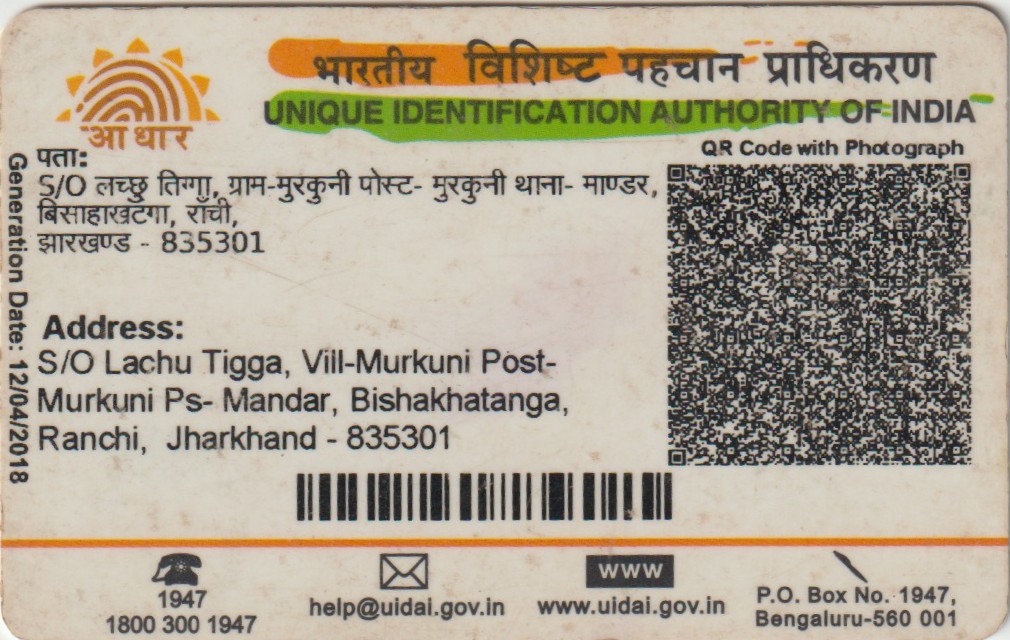 भारतीय विशिष्ट पहचान प्राधिकरण
UNIQUE IDENTIFICATION AUTHORITY OF INDIA
आधार
QR Code with Photograph
Generation Date: 12/04/2018
पता:
S/O लच्छु तिग्गा, ग्राम-मुरकुनी पोस्ट- मुरकुनी थाना- माण्डर,
बिसाहाखटंगा, राँची,
झारखण्ड - 835301
Address:
S/O Lachu Tigga, Vill-Murkuni Post-
Murkuni Ps- Mandar, Bishakhatanga,
Ranchi, Jharkhand - 835301
1947
1800 300 1947
help@uidai.gov.in
www
www.uidai.gov.in
P.O. Box No. 1947,
Bengaluru-560 001